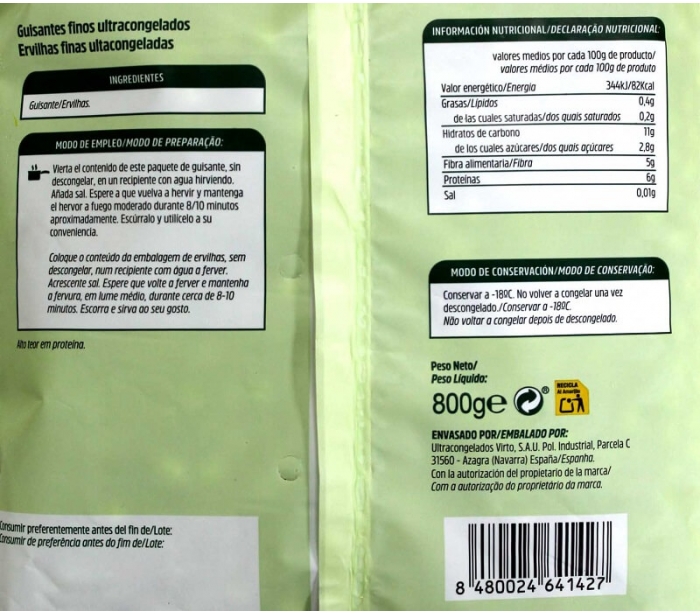 Guisantes finos ultracongelados
Ervilhas finas ultacongeladas
INGREDIENTES
Guisante/Ervilhas.
MODO DE EMPLEO/MODO DE PREPARAÇÃO:
Vierta el contenido de este paquete de guisante, sin
descongelar, en un recipiente con agua hirviendo.
Añada sal. Espere a que vuelva a hervir y mantenga
el hervor a fuego moderado durante 8/10 minutos
aproximadamente. Escúrralo y utilícelo a su
conveniencia.
Coloque o conteúdo da embalagem de ervilhas, sem
descongelar, num recipiente com água a ferver.
Acrescente sal. Espere que volte a ferver e mantenha
a fervura, em lume médio, durante cerca de 8-10
minutos. Escorra e sirva ao seu gosto.
Alto teor em proteína.
Consumir preferentemente antes del fin de/Lote:
Consumir de preferência antes do fim de/Lote:
INFORMACIÓN NUTRICIONAL/DECLARAÇÃO NUTRICIONAL:
valores medios por cada 100g de producto/
valores médios por cada 100g de produto
Valor energético/Energia 344kJ/82Kcal
Grasas/Lípidos 0,4g
de las cuales saturadas/dos quais saturados 0,2g
Hidratos de carbono 11g
de los cuales azúcares/dos quais açúcares 2,8g
Fibra alimentaria/Fibra 5g
Proteínas 6g
Sal 0,01g
MODO DE CONSERVACIÓN/MODO DE CONSERVAÇÃO:
Conservar a -18ºC. No volver a congelar una vez
descongelado./Conservar a -18ºC.
Não voltar a congelar depois de descongelado.
Peso Neto/
Peso Líquido:
800g e ®
RECICLA
Al Amarillo
ENVASADO POR/EMBALADO POR:
Ultracongelados Virto, S.A.U. Pol. Industrial, Parcela C
31560 - Azagra (Navarra) España/Espanha.
Con la autorización del propietario de la marca/
Com a autorização do proprietário da marca.
8 480024 641427